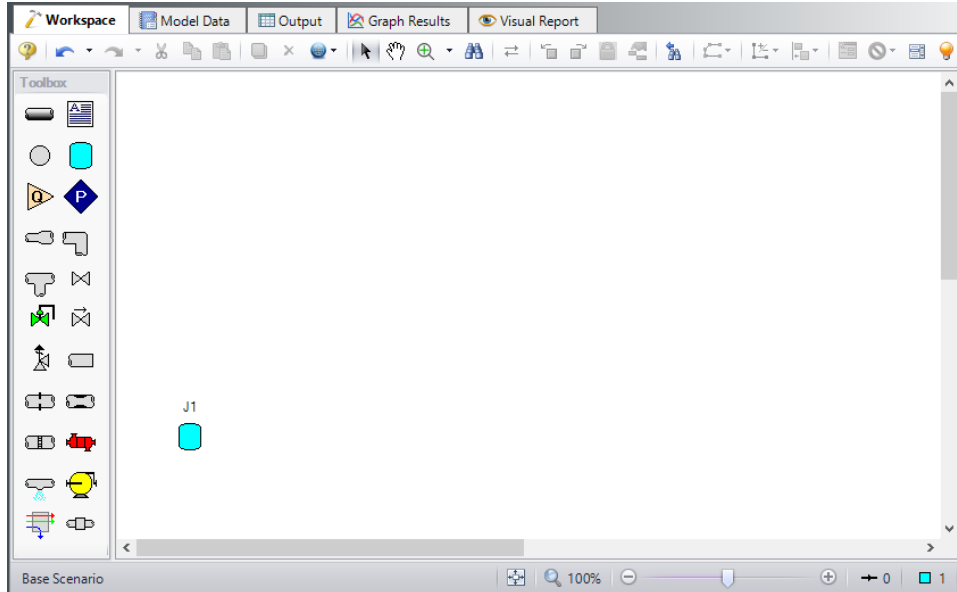 Workspace Model Data Output Graph Results Visual Report
Toolbox
A
Q P
J1
Base Scenario 100% 0 1